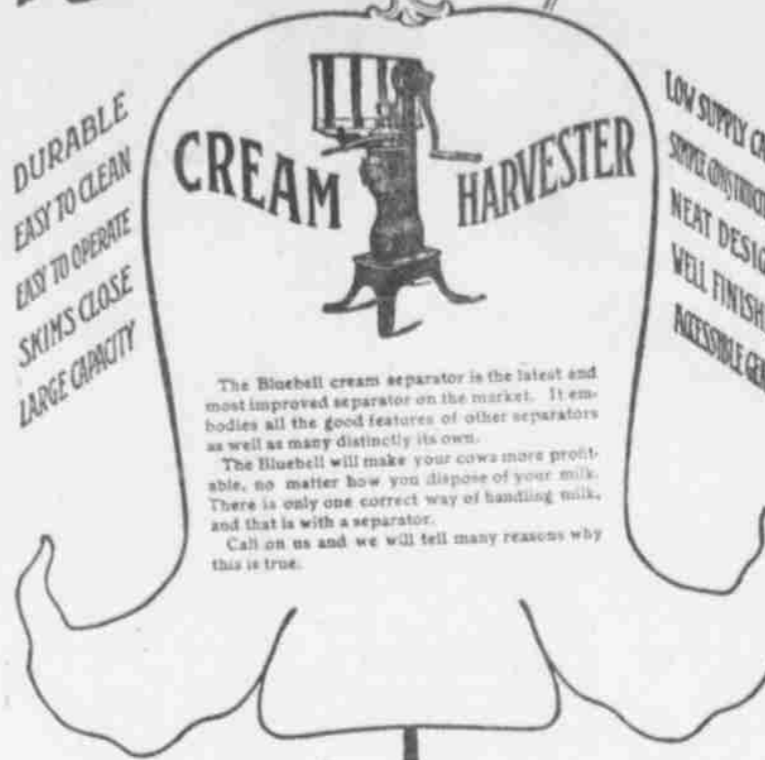 DURABLE
EASY TO CLEAN
EASY TO OPERATE
SKIMS CLOSE
LARGE CAPACITY
CREAM HARVESTER
LOW SUPPLY
SIMPLE
NEAT
WELL
ACCESSIBLE
The Bluebell cream separator is the latest and
most improved separator on the market. It em-
bodies all the good features of other separators
as well as many distinctly its own.
The Bluebell will make your cows more profit-
able, no matter how you dispose of your milk.
There is only one correct way of handling milk,
and that is with a separator.
Call on us and we will tell many reasons why
this is true.